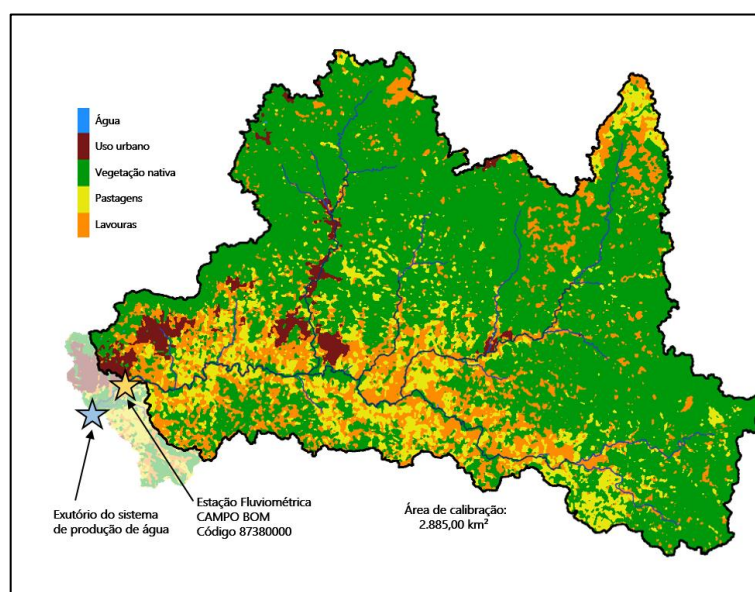 Água
Uso urbano
Vegetação nativa
Pastagens
Lavouras
Exutório do sistema
de produção de água
Estação Fluviométrica
CAMPO BOM
Código 87380000
Área de calibração:
2.885,00 km²